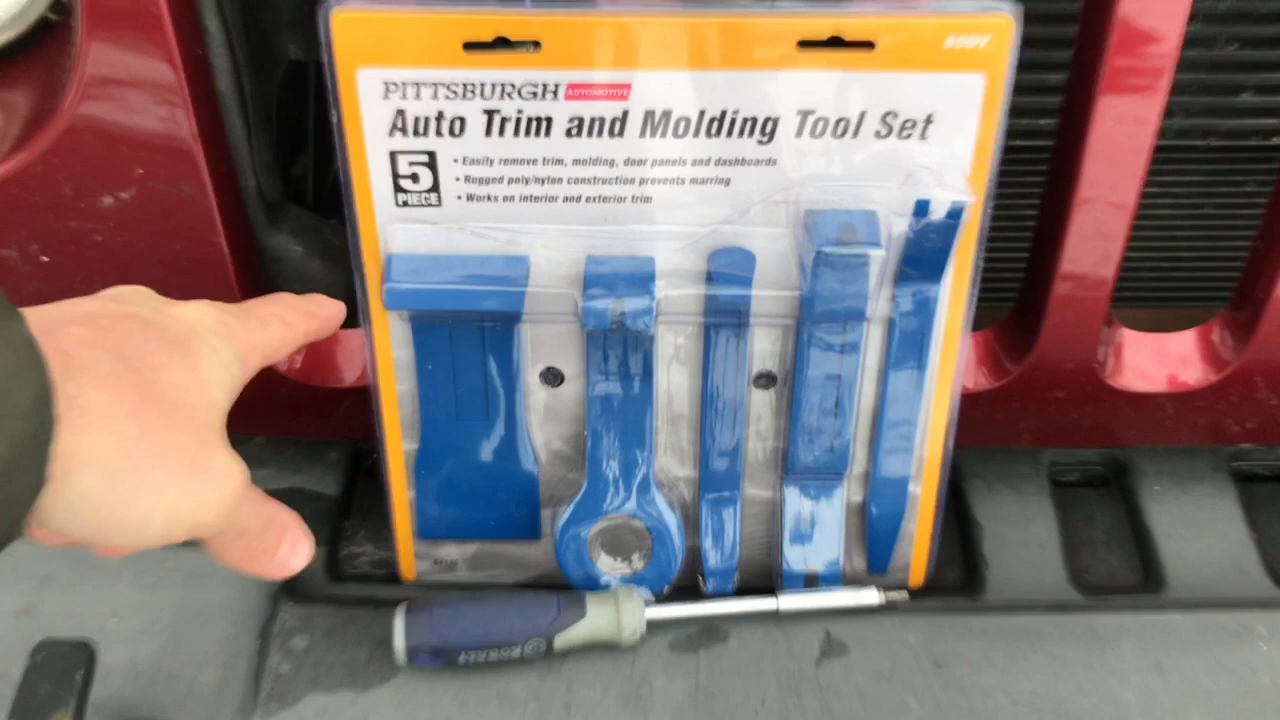 PITTSBURGH AUTOMOTIVE
Auto Trim and Molding Tool Set
5
PIECE
• Easily remove trim, molding, door panels and dashboards
• Rugged poly/nylon construction prevents marring
• Works on interior and exterior trim
KOBALT